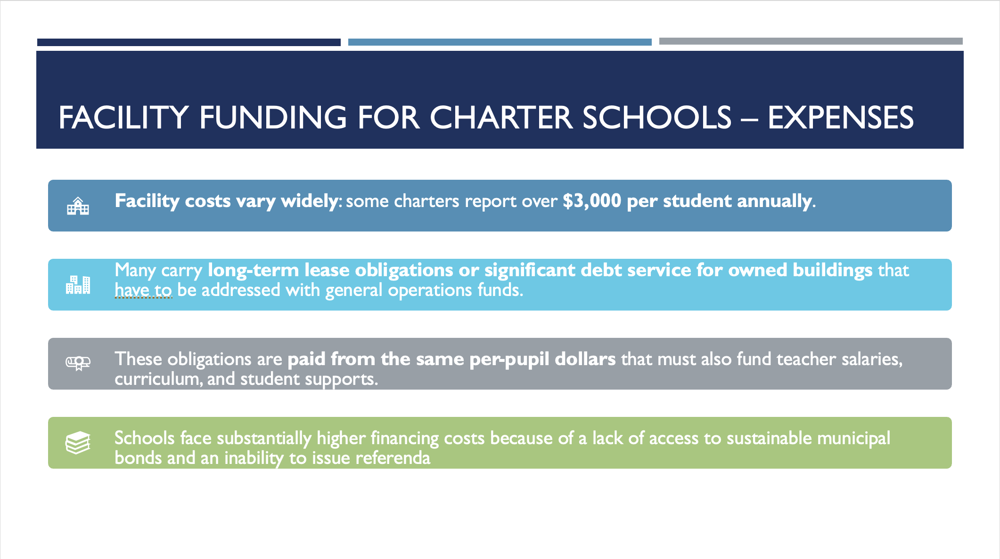 FACILITY FUNDING FOR CHARTER SCHOOLS – EXPENSES
Facility costs vary widely: some charters report over $3,000 per student annually.
Many carry long-term lease obligations or significant debt service for owned buildings that
have to be addressed with general operations funds.
These obligations are paid from the same per-pupil dollars that must also fund teacher salaries,
curriculum, and student supports.
Schools face substantially higher financing costs because of a lack of access to sustainable municipal
bonds and an inability to issue referenda